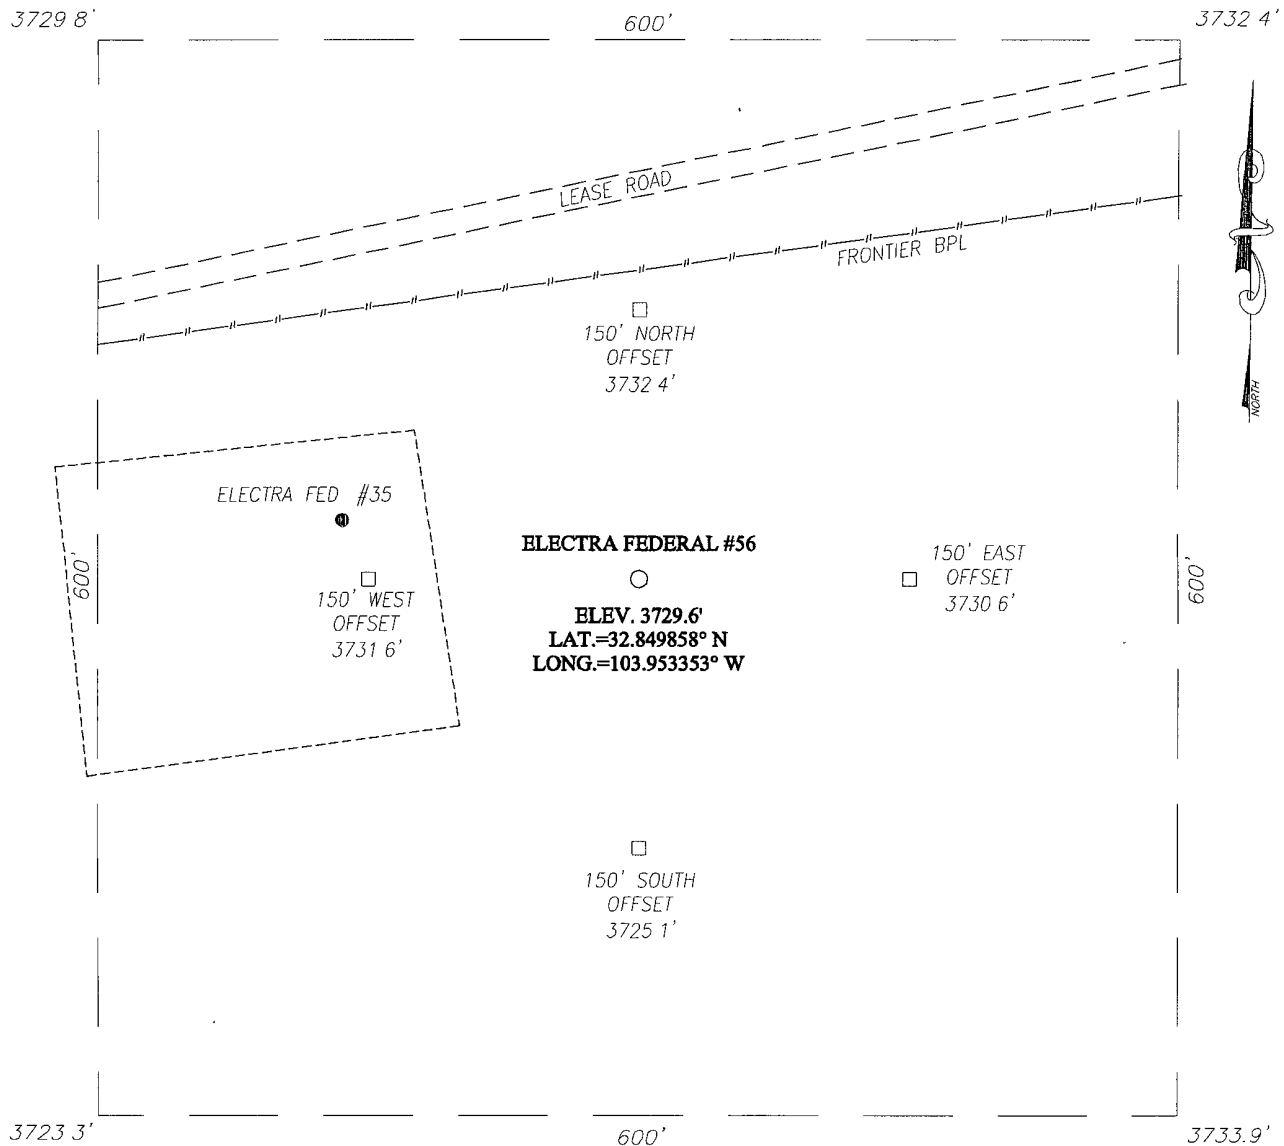 3729 8'
600'
3732 4'
LEASE ROAD
FRONTIER BPL
150' NORTH
OFFSET
3732 4'
NORTH
ELECTRA FED #35
600'
150' WEST
OFFSET
3731 6'
ELECTRA FEDERAL #56
ELEV. 3729.6'
LAT.=32.849858° N
LONG.=103.953353° W
150' EAST
OFFSET
3730 6'
600'
150' SOUTH
OFFSET
3725 1'
3723 3'
600'
3733.9'